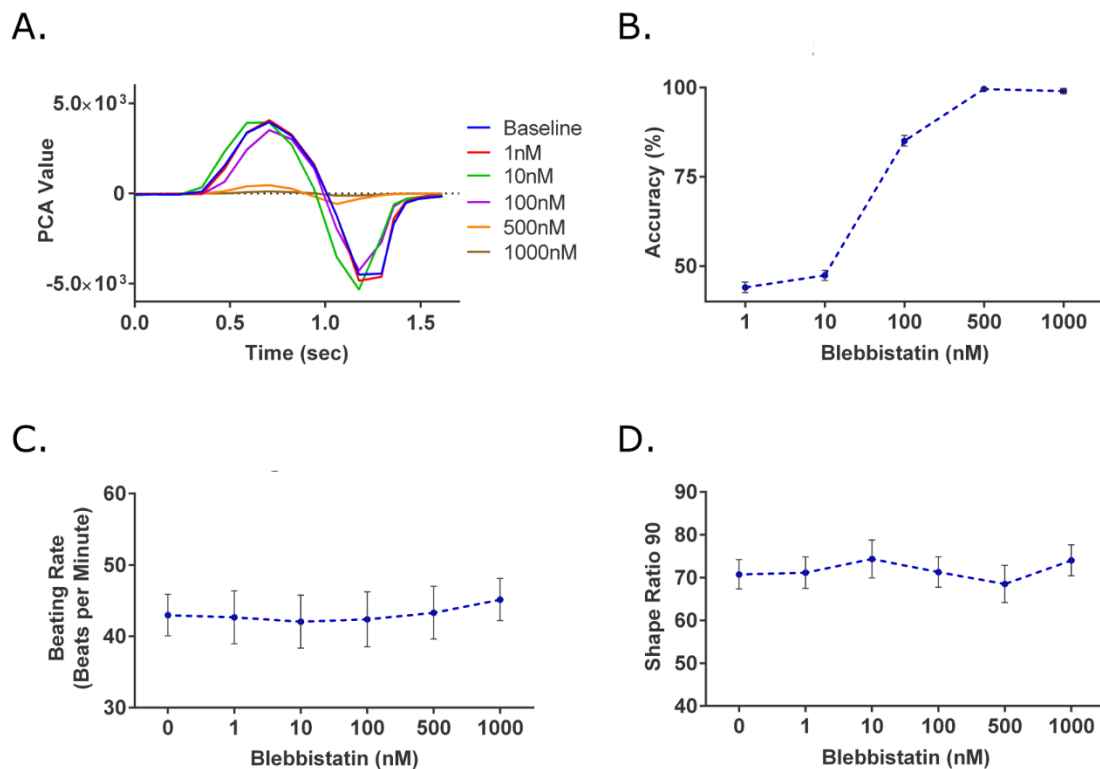 A.
5.0×10³
0
-5.0×10³
PCA Value
0.0 0.5 1.0 1.5
Time (sec)
Baseline
1nM
10nM
100nM
500nM
1000nM
B.
100
75
50
Accuracy (%)
1 10 100 500 1000
Blebbistatin (nM)
C.
60
50
40
30
Beating Rate
(Beats per Minute)
0 1 10 100 500 1000
Blebbistatin (nM)
D.
90
80
70
60
50
40
Shape Ratio 90
0 1 10 100 500 1000
Blebbistatin (nM)